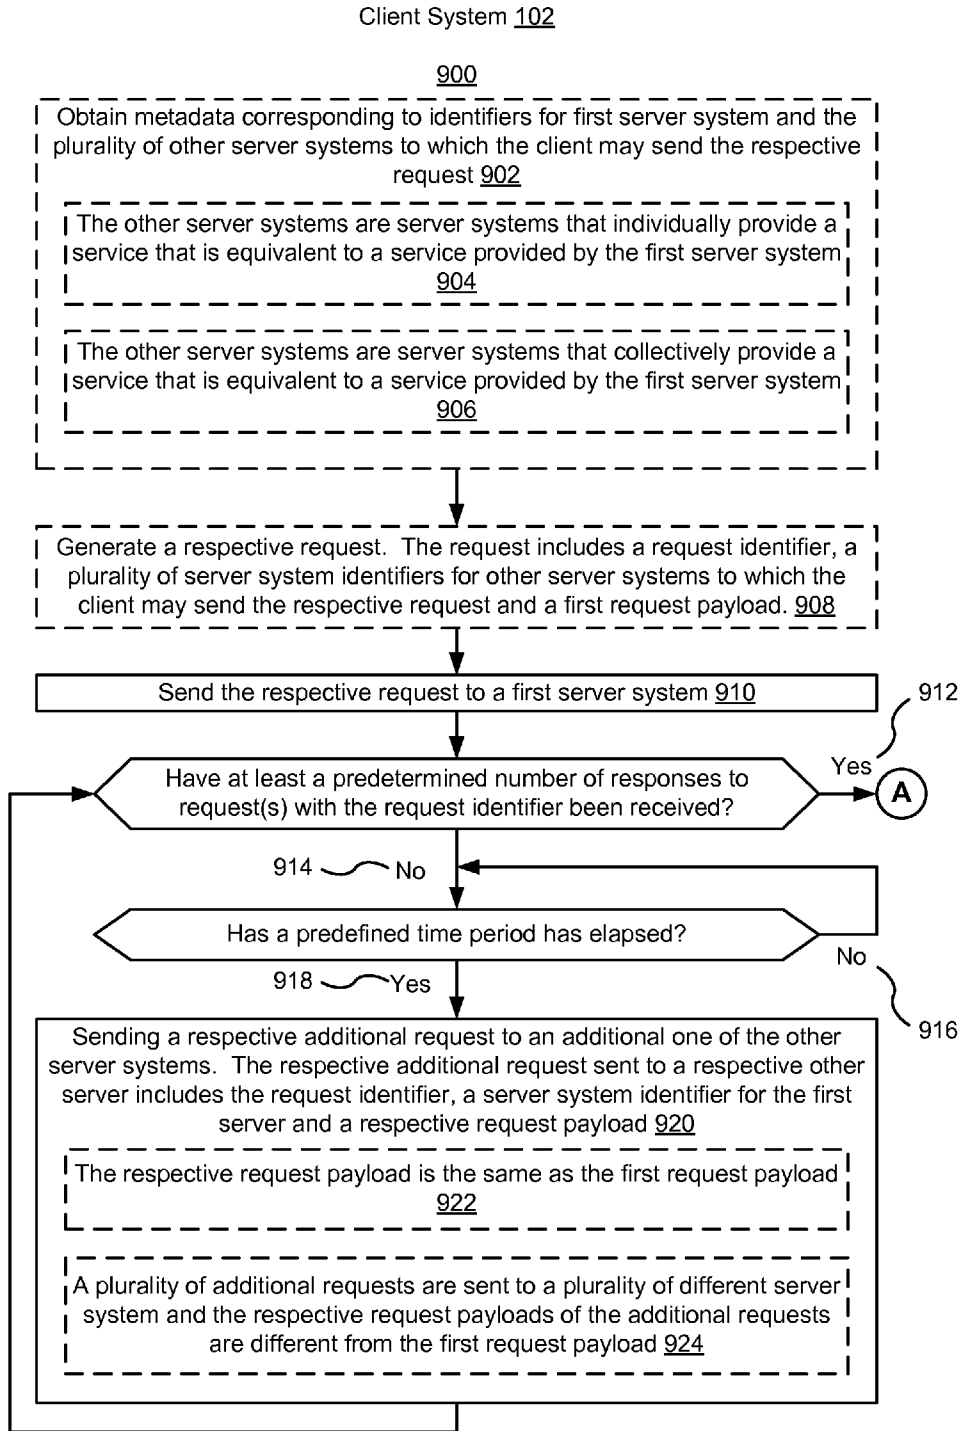 Client System 102
900
Obtain metadata corresponding to identifiers for first server system and the
plurality of other server systems to which the client may send the respective
request 902
The other server systems are server systems that individually provide a
service that is equivalent to a service provided by the first server system
904
The other server systems are server systems that collectively provide a
service that is equivalent to a service provided by the first server system
906
Generate a respective request. The request includes a request identifier, a
plurality of server system identifiers for other server systems to which the
client may send the respective request and a first request payload. 908
Send the respective request to a first server system 910
912
Have at least a predetermined number of responses to
request(s) with the request identifier been received?
Yes
A
914
No
Has a predefined time period has elapsed?
No
918
Yes
916
Sending a respective additional request to an additional one of the other
server systems. The respective additional request sent to a respective other
server includes the request identifier, a server system identifier for the first
server and a respective request payload 920
The respective request payload is the same as the first request payload
922
A plurality of additional requests are sent to a plurality of different server
system and the respective request payloads of the additional requests
are different from the first request payload 924